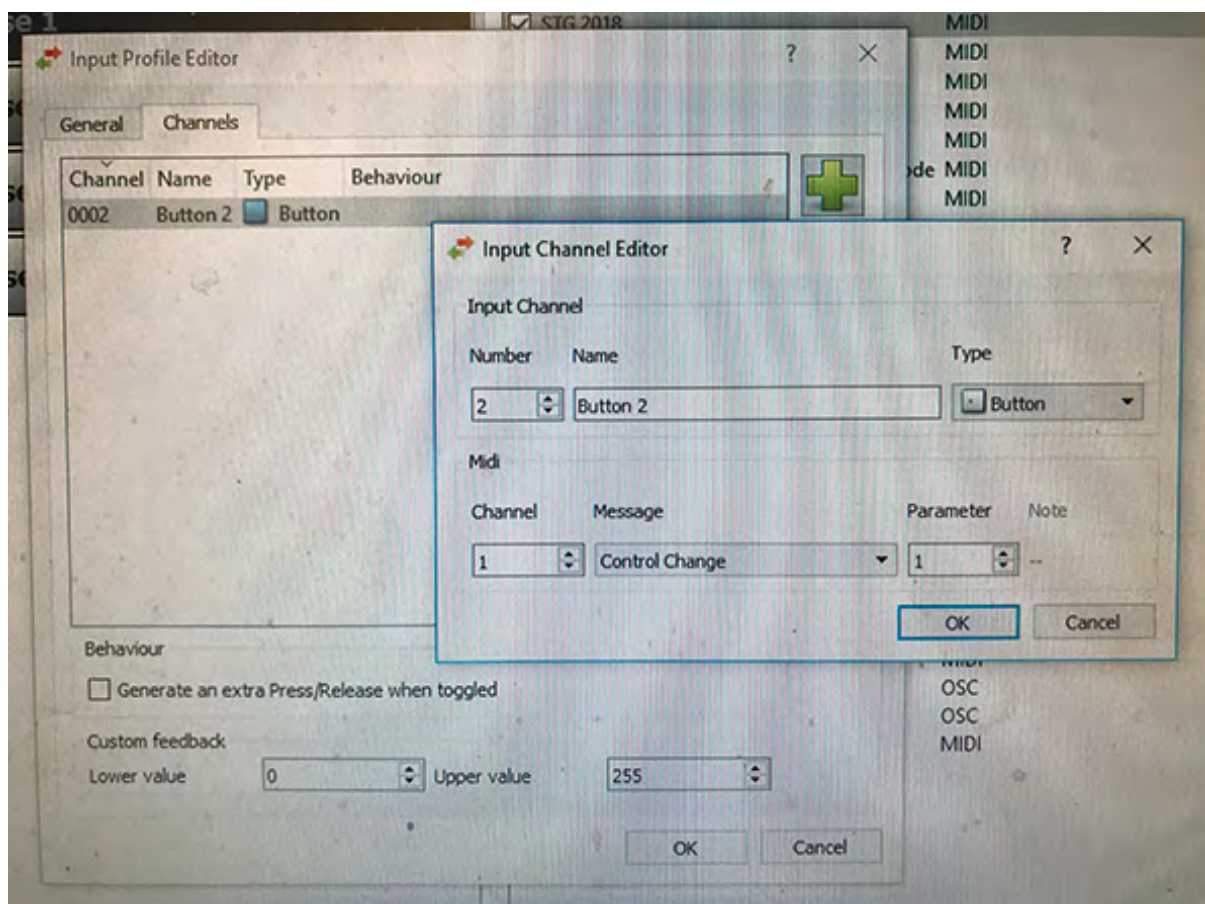 STG 2018
MIDI
Input Profile Editor
?
MIDI
MIDI
MIDI
MIDI
MIDI
MIDI
General
Channels
Channel Name Type Behaviour
0002 Button 2 Button
Input Channel Editor
?
Input Channel
Number Name Type
2 Button 2 Button
Midi
Channel Message Parameter Note
1 Control Change 1 --
OK Cancel
MIDI
OSC
OSC
MIDI
Behaviour
Generate an extra Press/Release when toggled
Custom feedback
Lower value 0 Upper value 255
OK Cancel